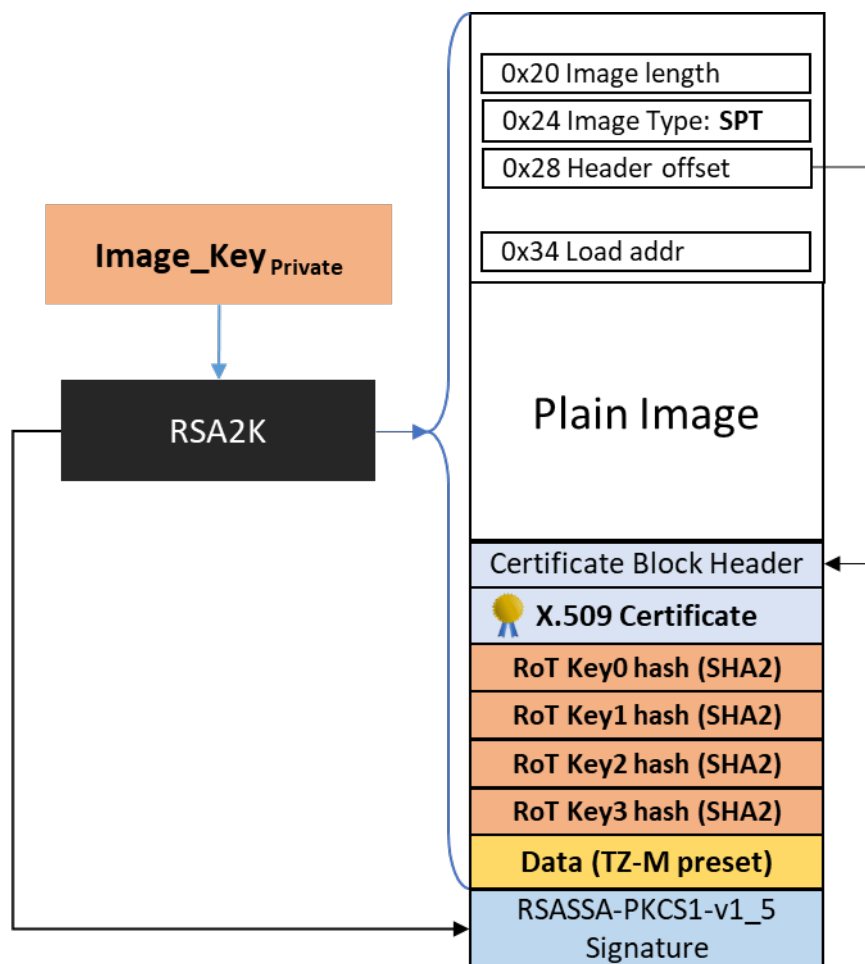 0x20 Image length
0x24 Image Type: SPT
0x28 Header offset
0x34 Load addr
Image_Key Private
RSA2K
Plain Image
Certificate Block Header
X.509 Certificate
RoT Key0 hash (SHA2)
RoT Key1 hash (SHA2)
RoT Key2 hash (SHA2)
RoT Key3 hash (SHA2)
Data (TZ-M preset)
RSASSA-PKCS1-v1_5
Signature